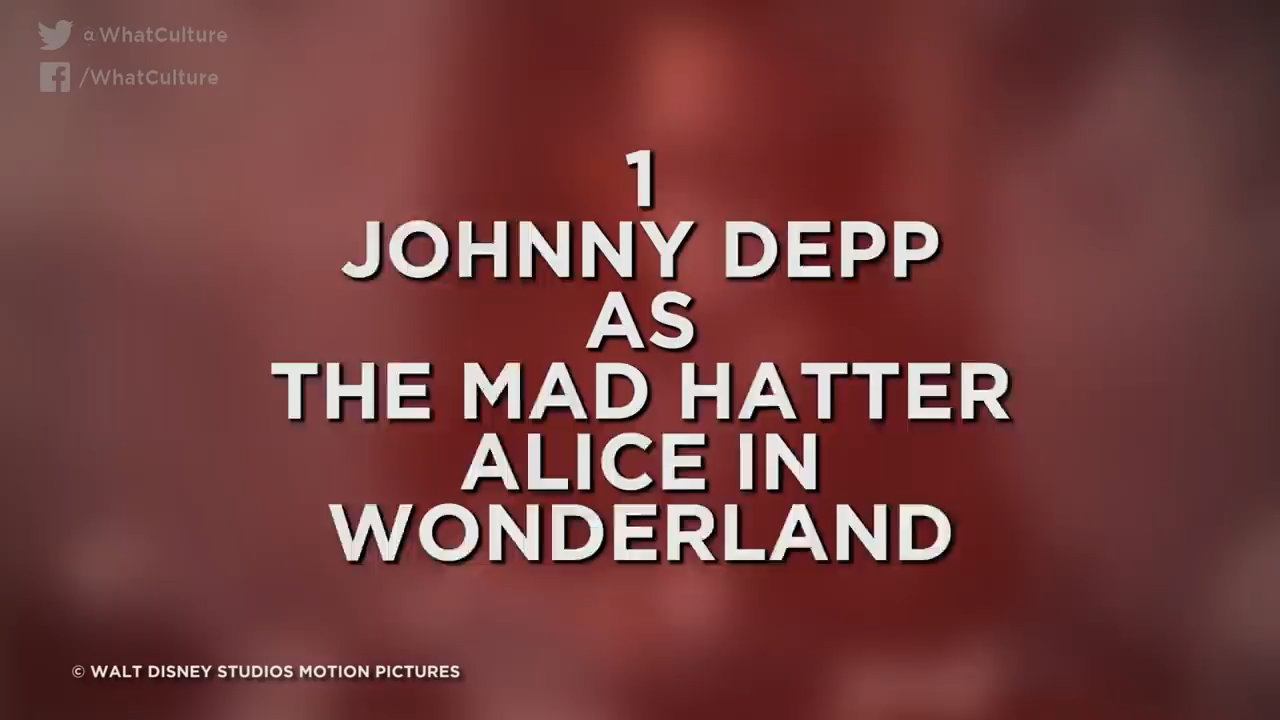 @WhatCulture
/WhatCulture
1
JOHNNY DEPP
AS
THE MAD HATTER
ALICE IN
WONDERLAND
© WALT DISNEY STUDIOS MOTION PICTURES